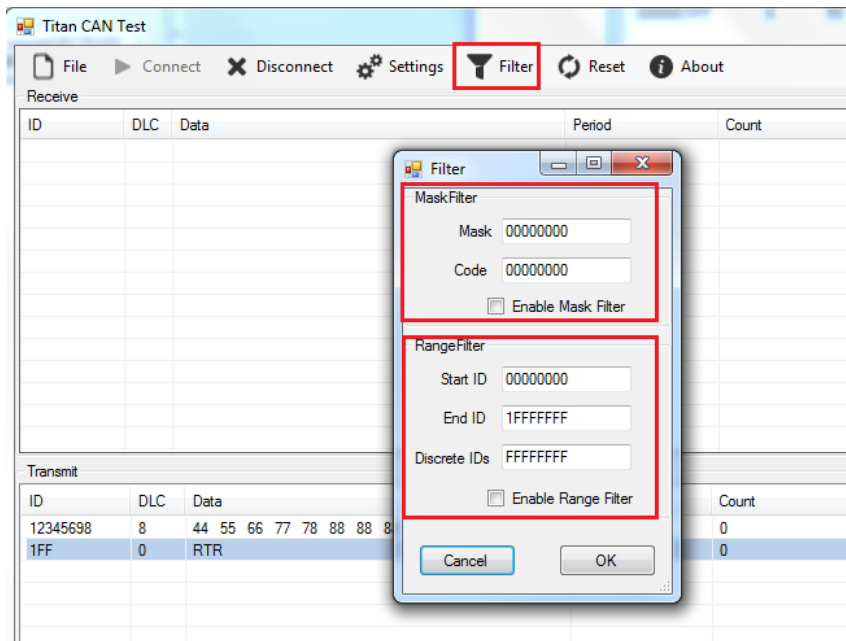 Titan CAN Test
File Connect Disconnect Settings Filter Reset About
Receive
ID DLC Data Period Count
Filter
MaskFilter
Mask 00000000
Code 00000000
Enable Mask Filter
RangeFilter
Start ID 00000000
End ID 1FFFFFFF
Discrete IDs FFFFFFFF
Enable Range Filter
Cancel OK
Transmit
ID DLC Data Count
12345698 8 44 55 66 77 78 88 88 0
1FF 0 RTR 0